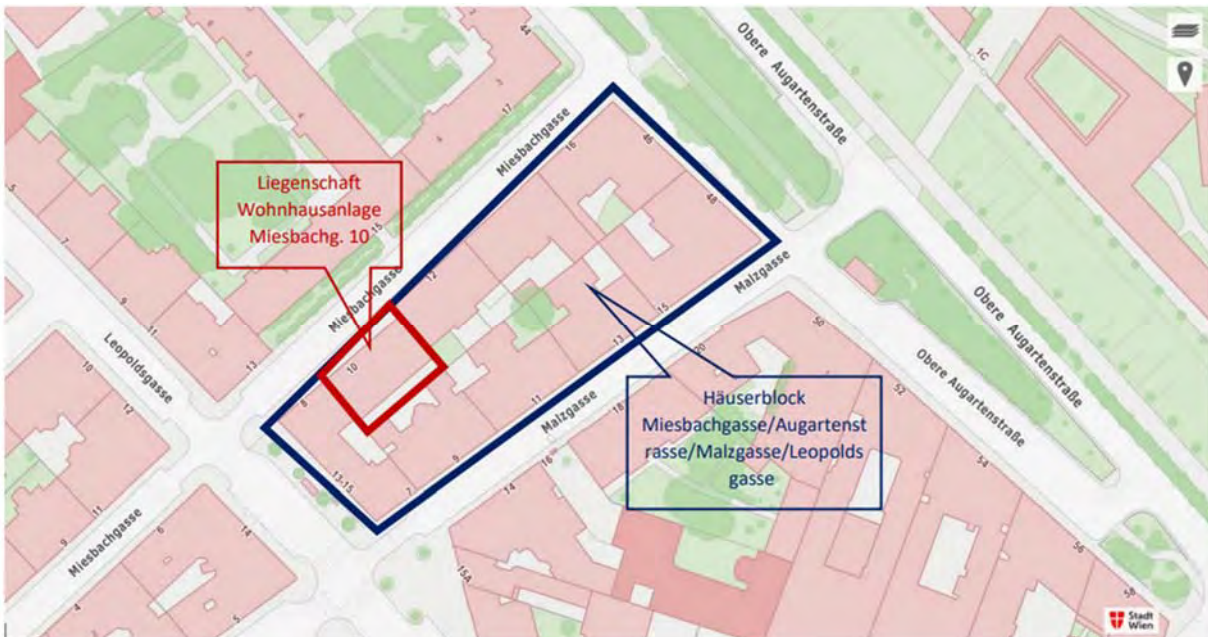 Obere Augartenstraße
1C
44
17
Miesbachgasse
16
46
48
15
Liegenschaft
Wohnhausanlage
Miesbachg. 10
5
7
9
11
13
Leopoldsgasse
Miesbachgasse
12
10
8
13-15
7
9
11
13
15
Malzgasse
Malzgasse
Obere Augartenstraße
50
52
Obere Augartenstraße
54
56
58
20
18
16
14
15A
10
12
11
9
Miesbachgasse
6
14
4
5
Häuserblock
Miesbachgasse/Augartenst
rasse/Malzgasse/Leopolds
gasse
Stadt
Wien